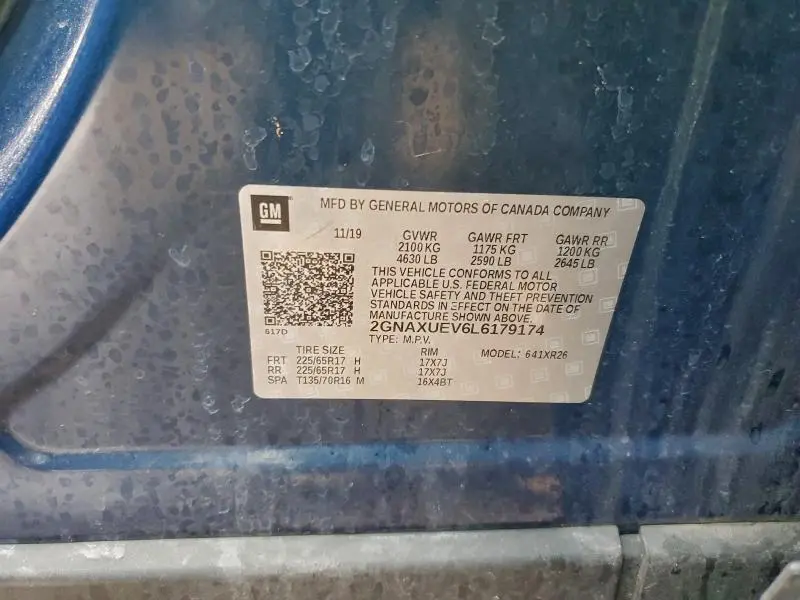 GM
MFD BY GENERAL MOTORS OF CANADA COMPANY
11/19 GVWR GAWR FRT GAWR RR
2100 KG 1175 KG 1200 KG
4630 LB 2590 LB 2645 LB
THIS VEHICLE CONFORMS TO ALL
APPLICABLE U.S. FEDERAL MOTOR
VEHICLE SAFETY AND THEFT PREVENTION
STANDARDS IN EFFECT ON THE DATE OF
MANUFACTURE SHOWN ABOVE.
617D
2GNAXUEV6L6179174
TYPE: M.P.V.
TIRE SIZE RIM MODEL: 641XR26
FRT 225/65R17 H 17X7J
RR 225/65R17 H 17X7J
SPA T135/70R16 M 16X4BT